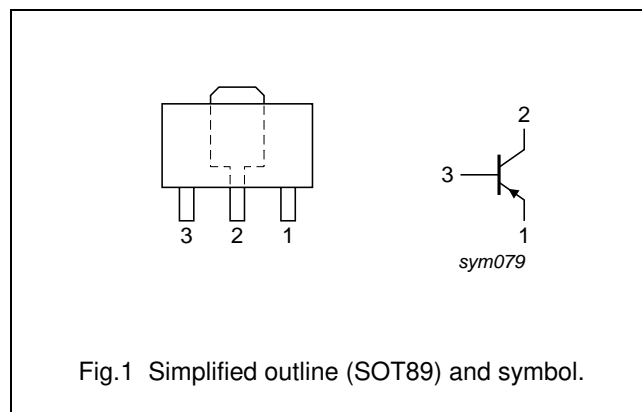 3 2 1
2
3
1
sym079
Fig.1 Simplified outline (SOT89) and symbol.